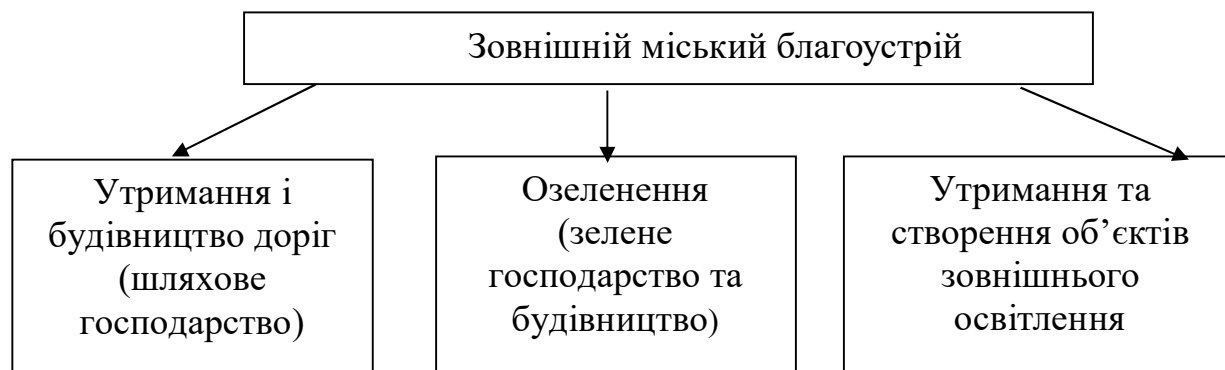 Зовнішній міський благоустрій
Утримання і
будівництво доріг
(шляхове
господарство)
Озеленення
(зелене
господарство та
будівництво)
Утримання та
створення об’єктів
зовнішнього
освітлення